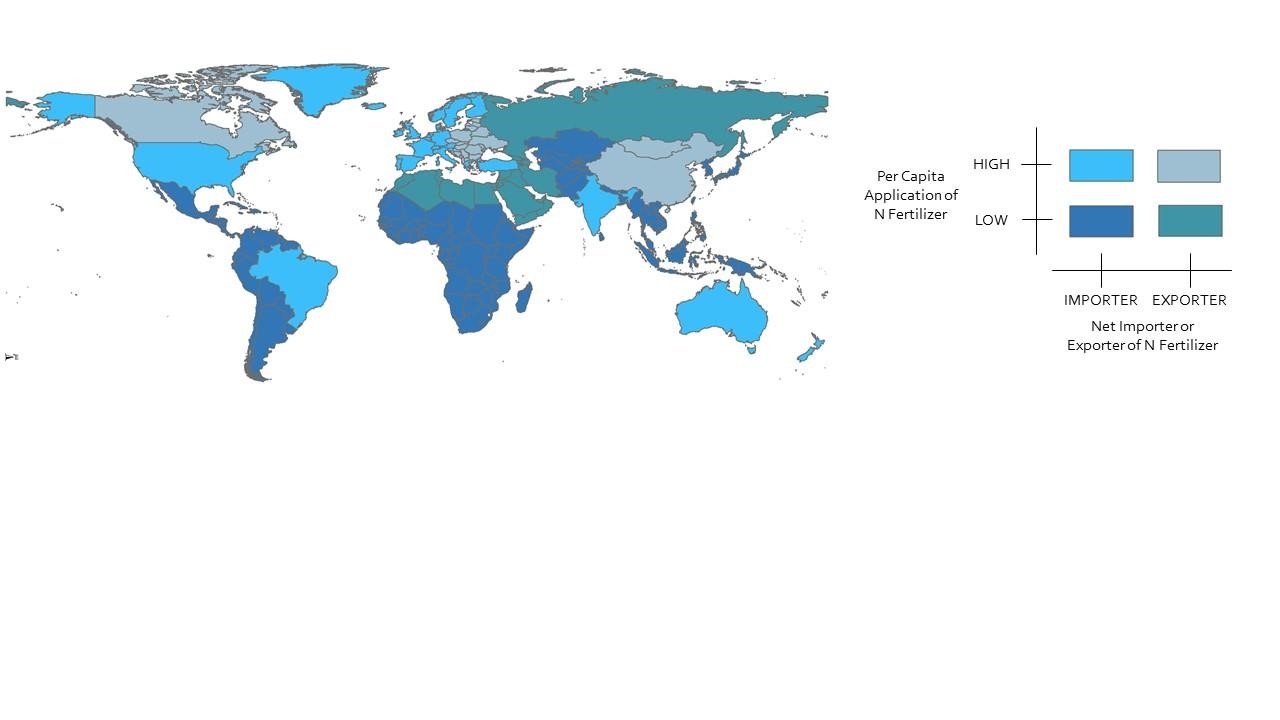 Per Capita
Application of
N Fertilizer
HIGH
LOW
IMPORTER EXPORTER
Net Importer or
Exporter of N Fertilizer